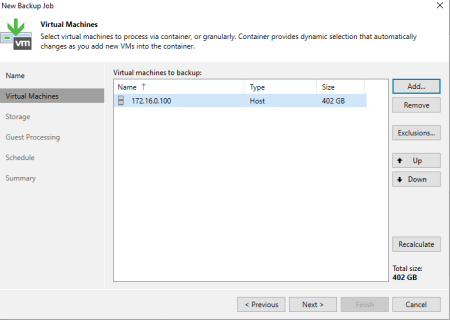 New Backup Job
Virtual Machines
Select virtual machines to process via container, or granularly. Container provides dynamic selection that automatically
changes as you add new VMs into the container.
vm
Name
Virtual Machines
Storage
Guest Processing
Schedule
Summary
Virtual machines to backup:
Name Type Size
172.16.0.100 Host 402 GB
Add...
Remove
Exclusions...
Up
Down
Recalculate
Total size:
402 GB
< Previous Next > Finish Cancel